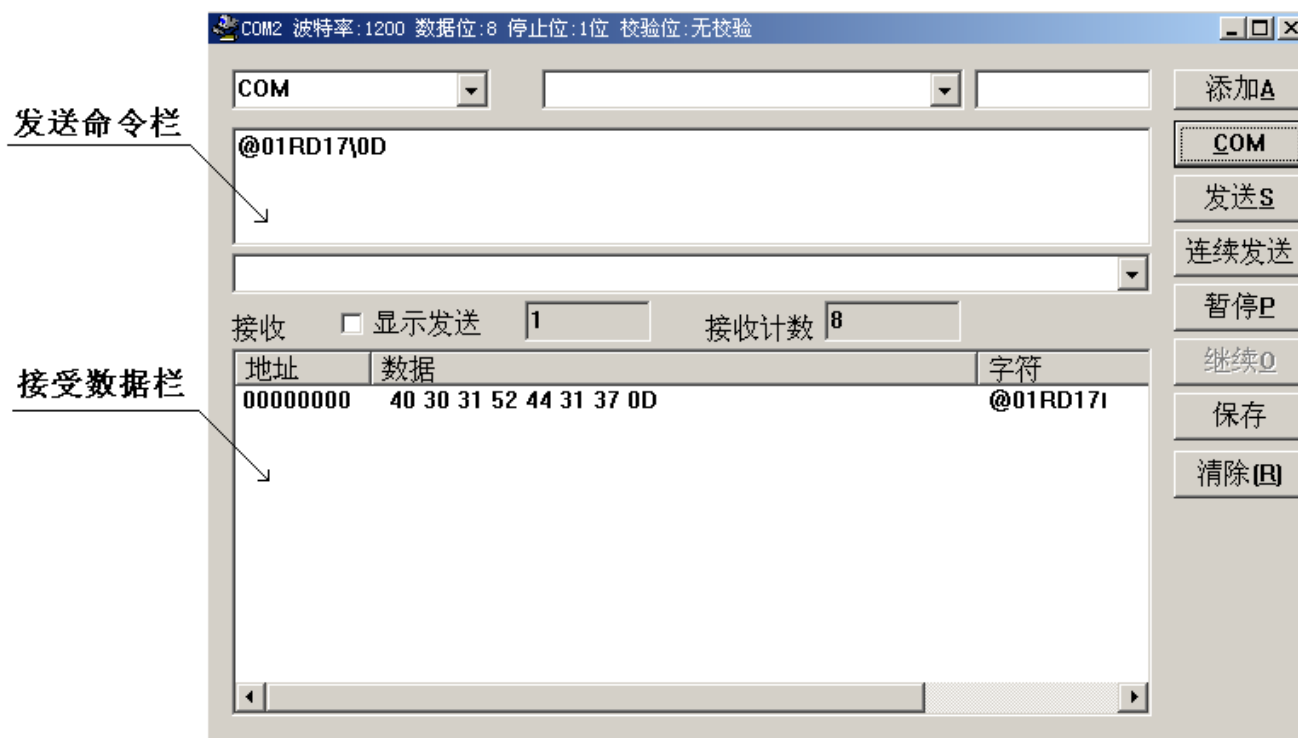 COM2 波特率:1200 数据位:8 停止位:1位 校验位:无校验
COM
添加A
发送命令栏
@01RD17\0D
COM
发送S
连续发送
接收 显示发送 1 接收计数 8
暂停P
地址 数据 字符
继续O
接受数据栏
00000000 40 30 31 52 44 31 37 0D @01RD17I
保存
清除(R)